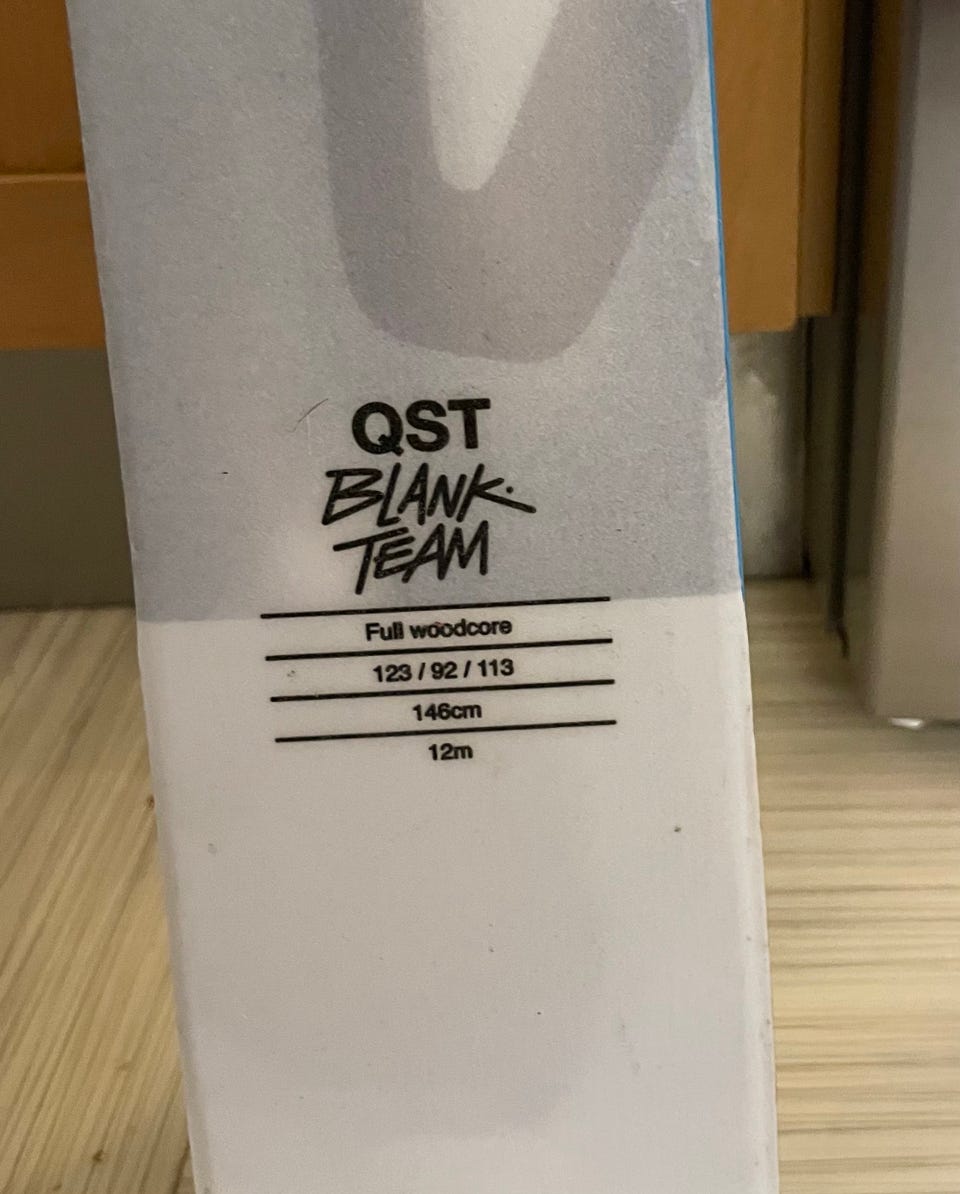 QST
BLANK.
TEAM
Full woodcore
123 / 92 / 113
146cm
12m